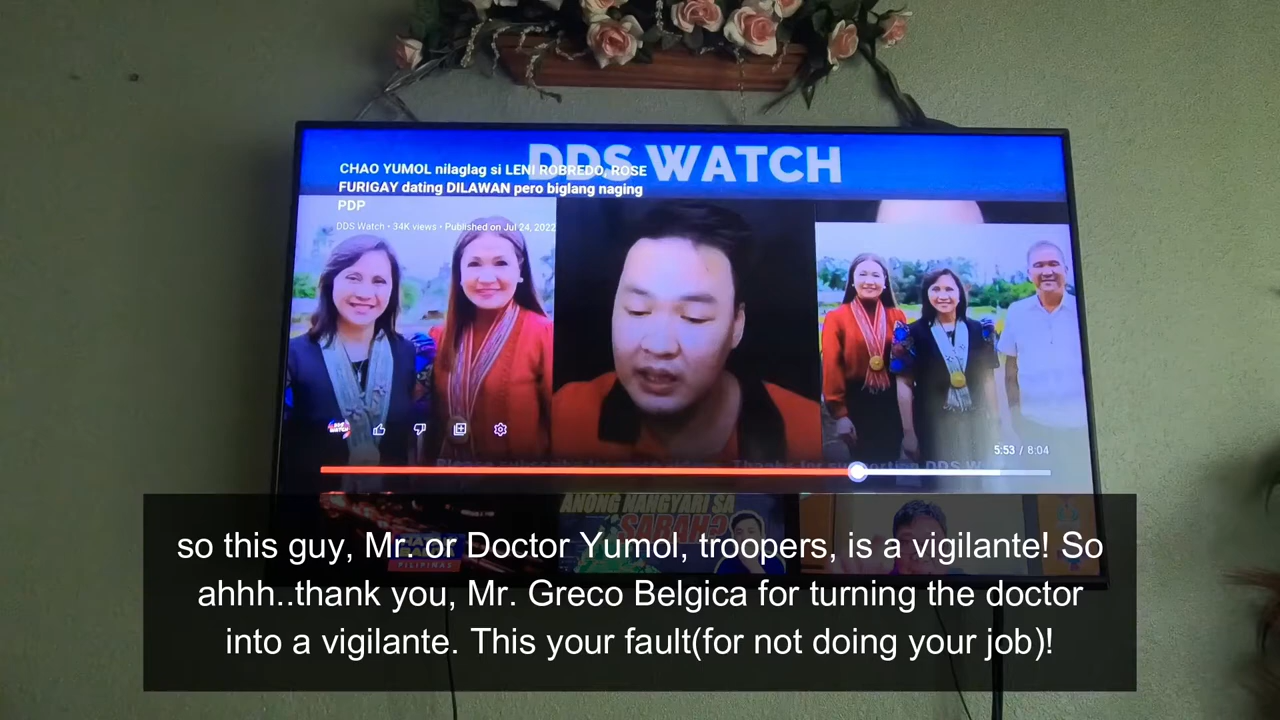 DDS WATCH
CHAO YUMOL nilaglag si LENI ROBREDO, ROSE
FURIGAY dating DILAWAN pero biglang naging
PDP
DDS Watch • 34K views • Published on Jul 24, 2022
5:53 / 8:04
ANONG NANGYARI SA
SABAH?
PILIPINAS
so this guy, Mr. or Doctor Yumol, troopers, is a vigilante! So
ahhh..thank you, Mr. Greco Belgica for turning the doctor
into a vigilante. This your fault(for not doing your job)!